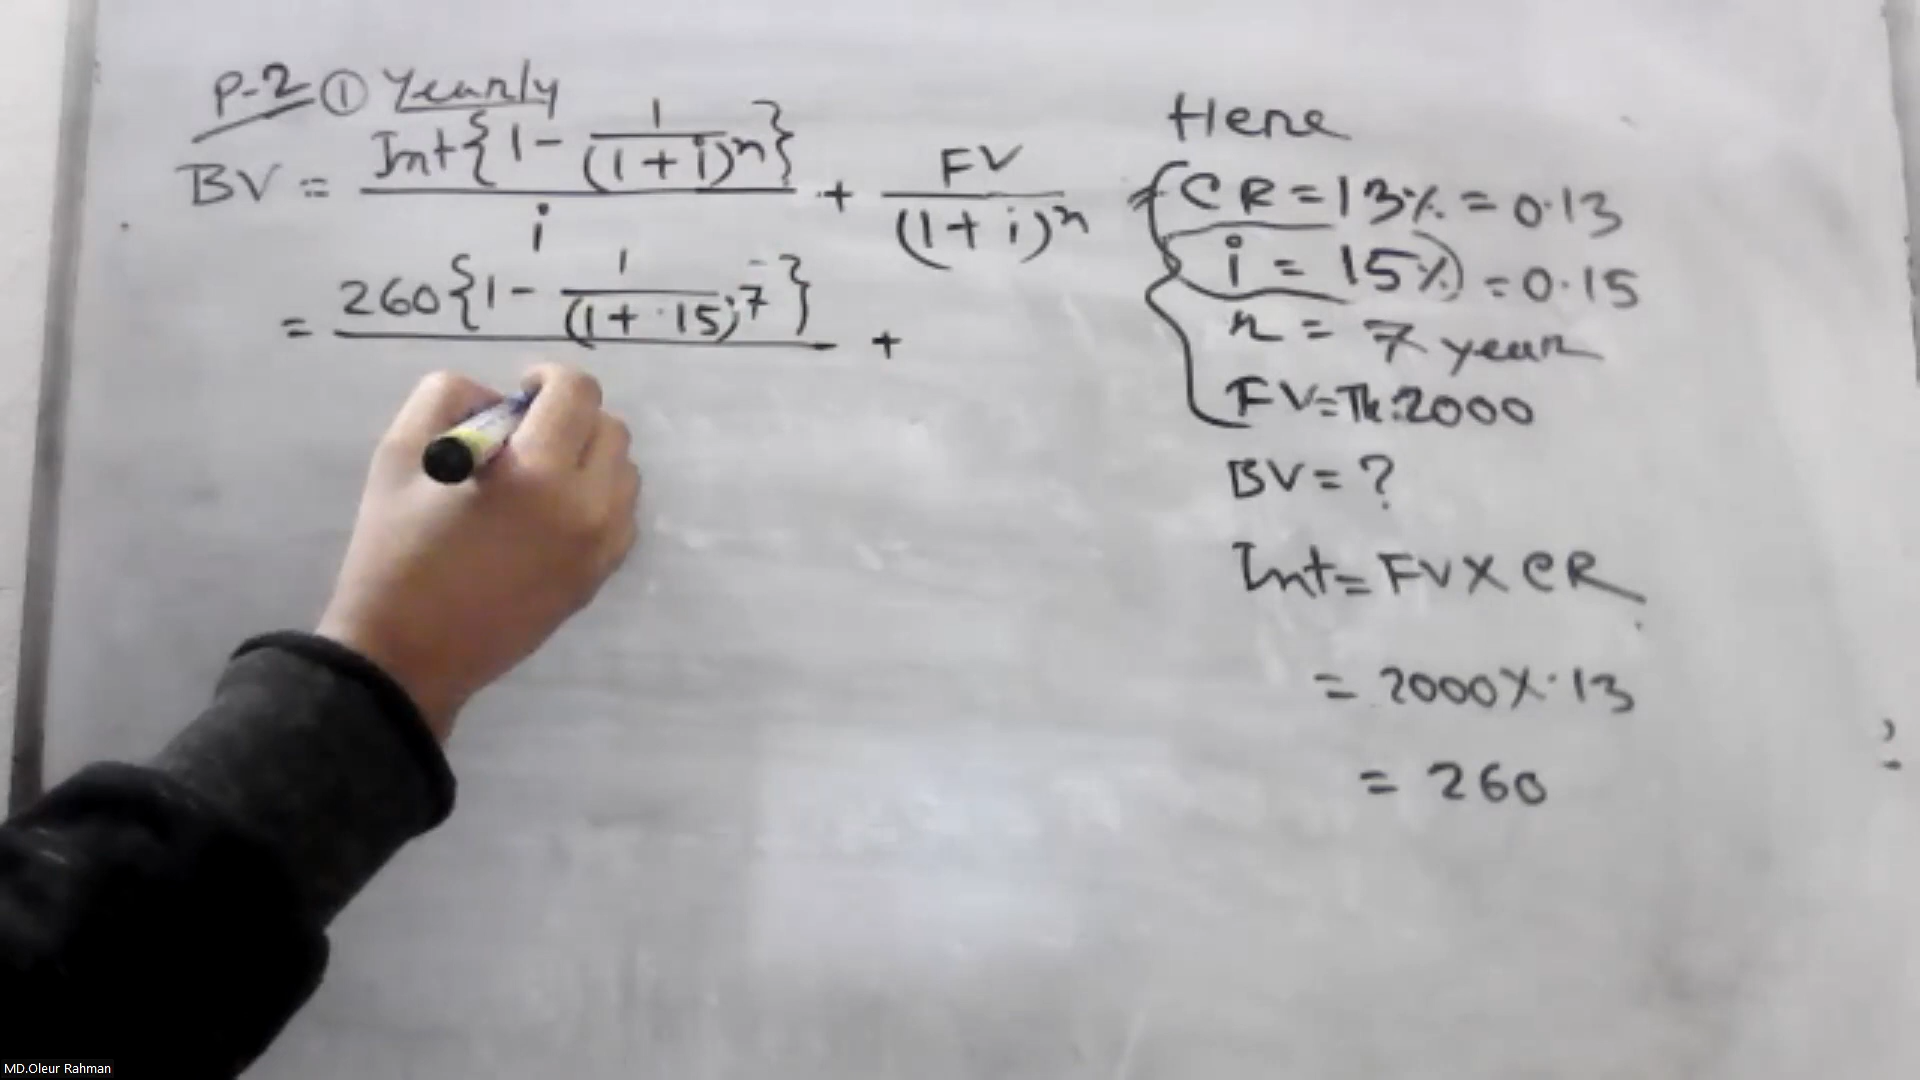 P-2 ① Yearly
BV = Int{1 - 1/(1+i)^n} / i + FV/(1+i)^n
= 260{1 - 1/(1+.15)^7} / +
Here
CR = 13% = 0.13
i = 15% = 0.15
n = 7 year
FV = Tk. 2000
BV = ?
Int = FV X CR
= 2000 X .13
= 260
MD.Oleur Rahman